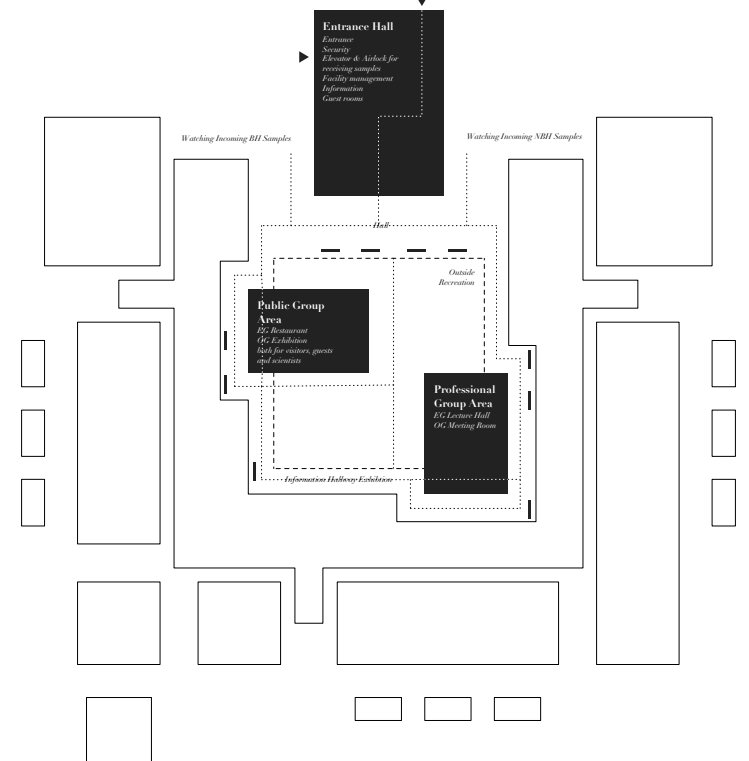 Entrance Hall
Entrance
Security
Elevator & Airlock for
receiving samples
Facility management
Information
Guest rooms
Watching Incoming BH Samples
Watching Incoming NBH Samples
Hall
Outside
Recreation
Public Group
Area
EG Restaurant
OG Exhibition
both for visitors, guests
and scientists
Professional
Group Area
EG Lecture Hall
OG Meeting Room
Information Hallway Exhibtion